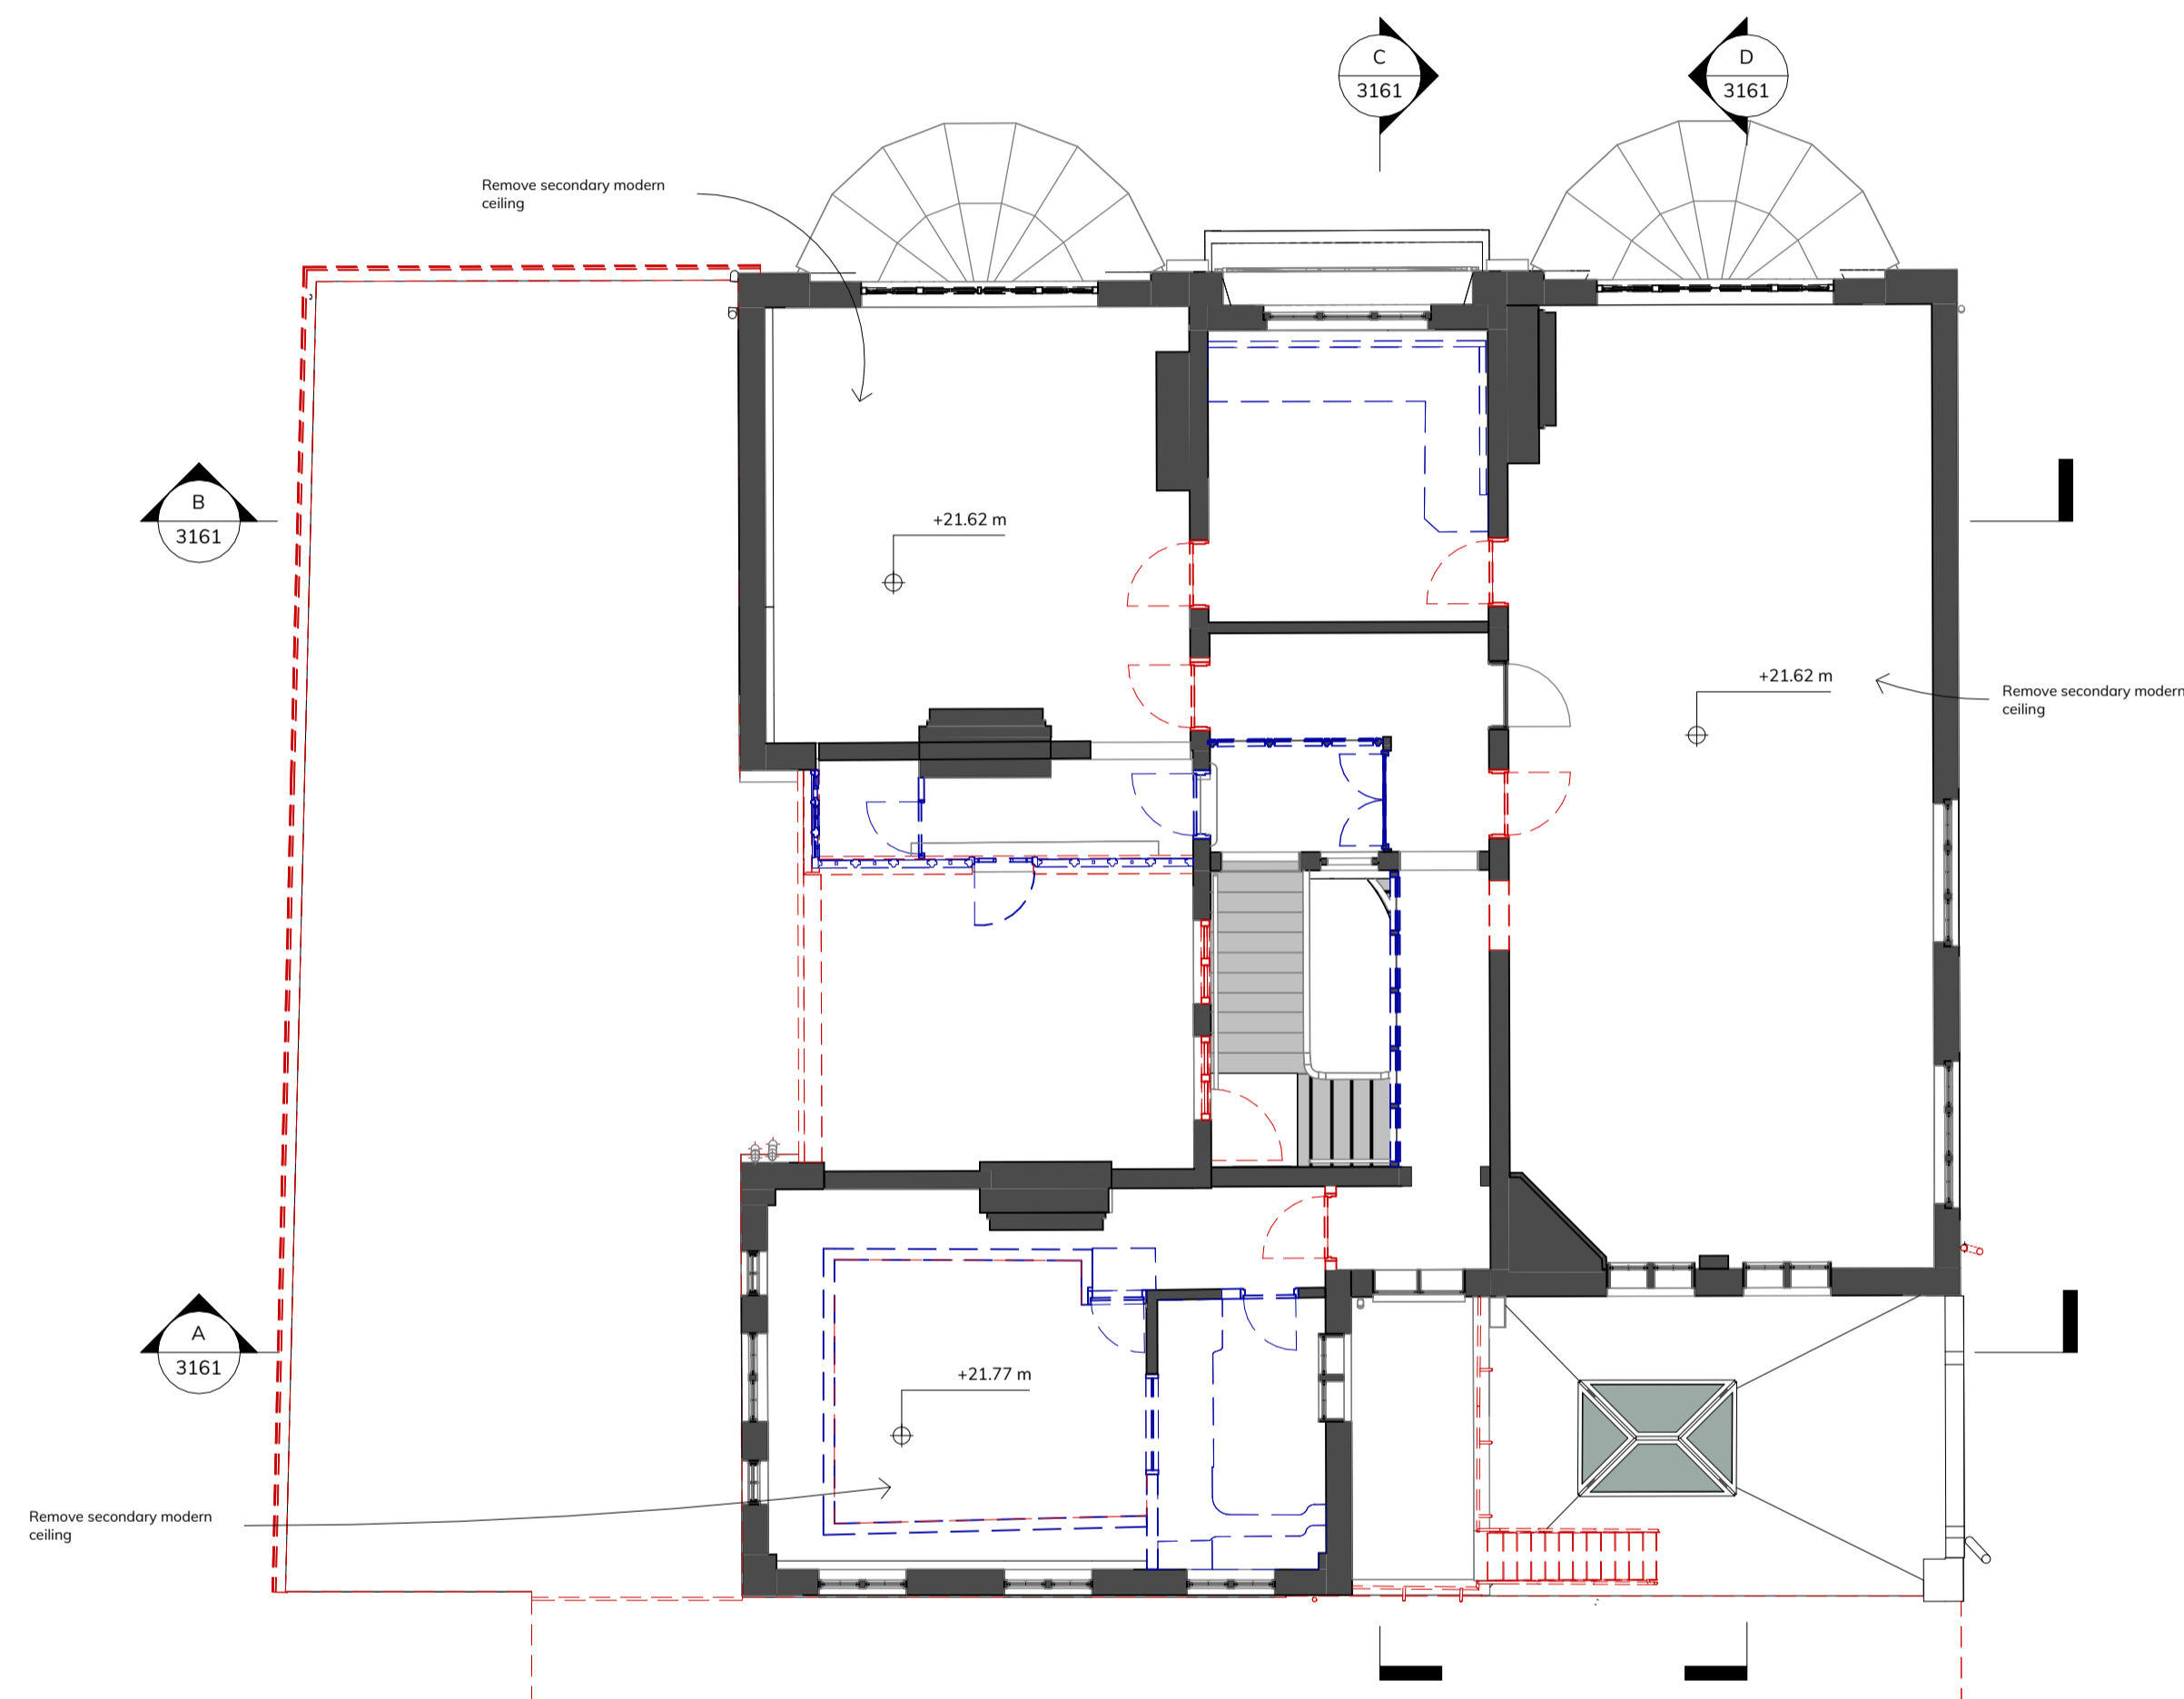 C
3161
D
3161
Remove secondary modern
ceiling
B
3161
+21.62 m
+21.62 m
Remove secondary modern
ceiling
A
3161
+21.77 m
Remove secondary modern
ceiling